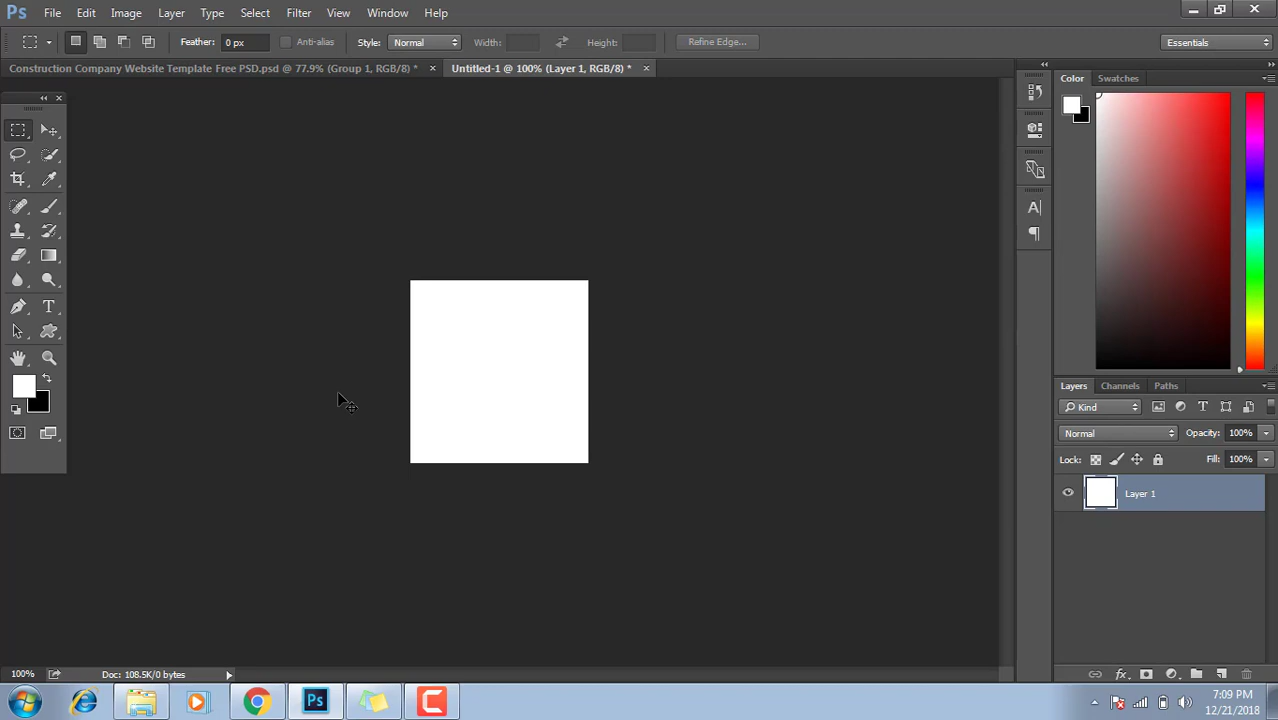 Ps File Edit Image Layer Type Select Filter View Window Help
Feather: 0 px Anti-alias Style: Normal Width: Height: Refine Edge... Essentials
Construction Company Website Template Free PSD.psd @ 77.9% (Group 1, RGB/8) * × Untitled-1 @ 100% (Layer 1, RGB/8) * ×
Color Swatches
Layers Channels Paths
Kind
Normal Opacity: 100%
Lock: Fill: 100%
Layer 1
100% Doc: 108.5K/0 bytes
fx
Ps
7:09 PM
12/21/2018